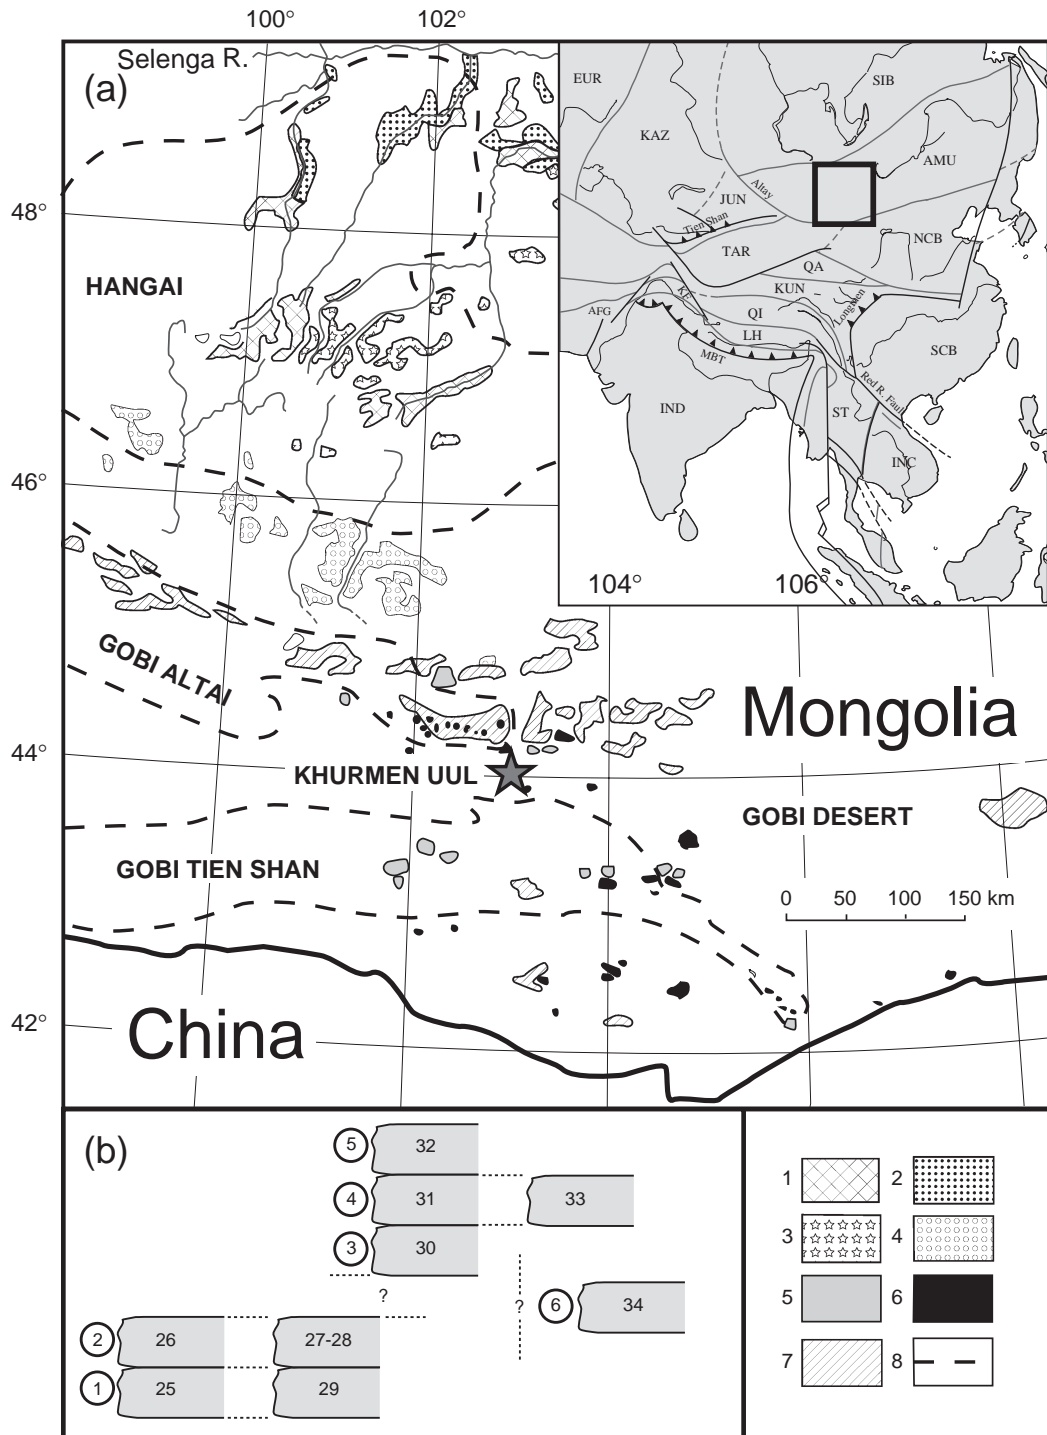 100° 102°
Selenga R.
(a)
48°
HANGAI
46°
GOBI ALTAI
44°
KHURMEN UUL
GOBI TIEN SHAN
42°
China
Mongolia
GOBI DESERT
0 50 100 150 km
104° 106°
EUR
SIB
KAZ
AMU
Altay
JUN
Tien Shan
TAR
NCB
QA
KUN
KF
Longmen
AFG
QI
LH
MBT
SCB
Red R. Fault
IND
ST
INC
(b)
5 32
4 31 33
3 30
? ? 6 34
2 26 27-28
1 25 29
1 2
3 4
5 6
7 8